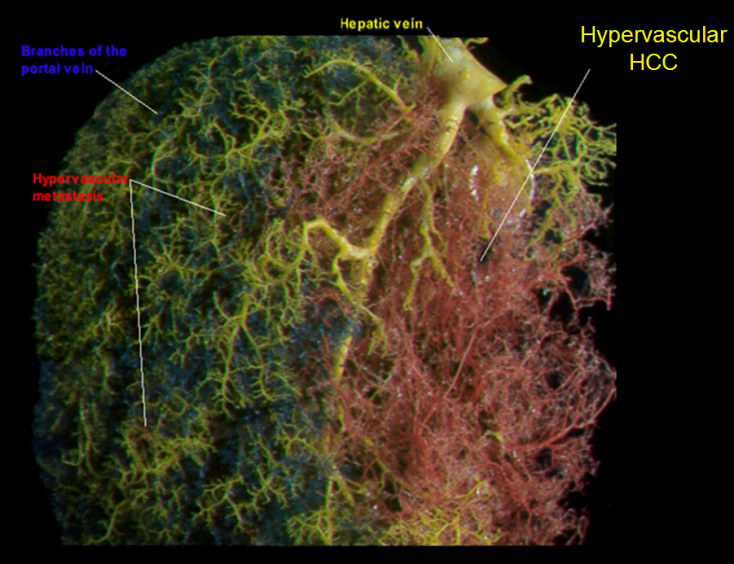 Hepatic vein
Hypervascular
HCC
Branches of the
portal vein
Hypervascular
metastasis